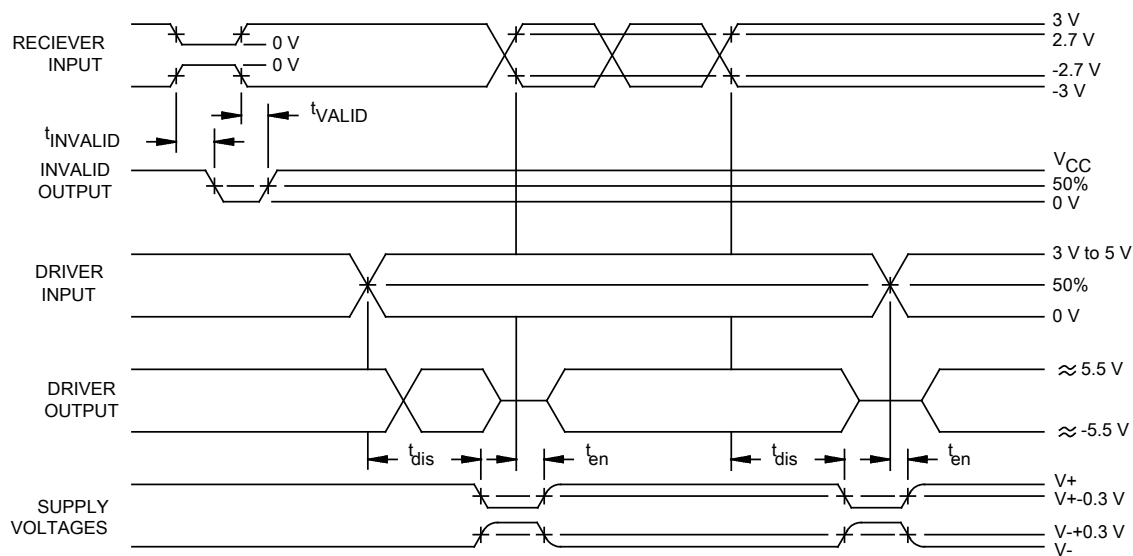 RECIEVER
INPUT
0 V
0 V
3 V
2.7 V
-2.7 V
-3 V
tINVALID
tVALID
INVALID
OUTPUT
VCC
50%
0 V
DRIVER
INPUT
3 V to 5 V
50%
0 V
DRIVER
OUTPUT
≈ 5.5 V
≈ -5.5 V
tdis
ten
tdis
ten
SUPPLY
VOLTAGES
V+
V+-0.3 V
V-+0.3 V
V-